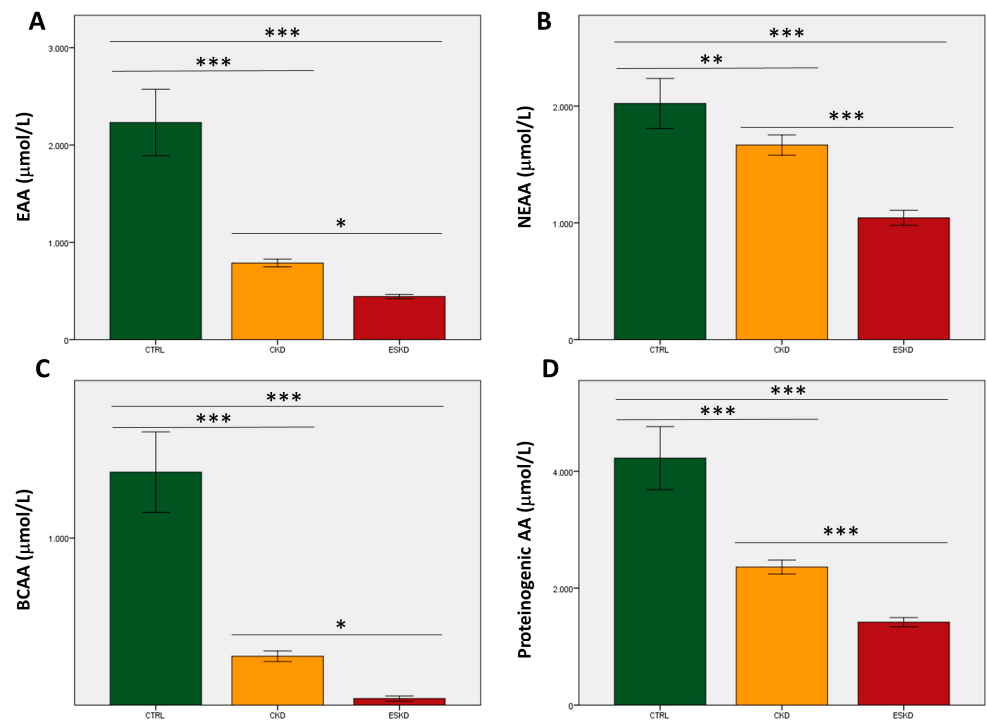 A
***
3.000
***
2.000
EAA (µmol/L)
*
1.000
0
CTRL CKD ESKD
B
***
**
2.000
***
NEAA (µmol/L)
1.000
0
CTRL CKD ESKD
C
***
***
1.000
BCAA (µmol/L)
*
CTRL CKD ESKD
D
***
***
4.000
***
Proteinogenic AA (µmol/L)
2.000
0
CTRL CKD ESKD